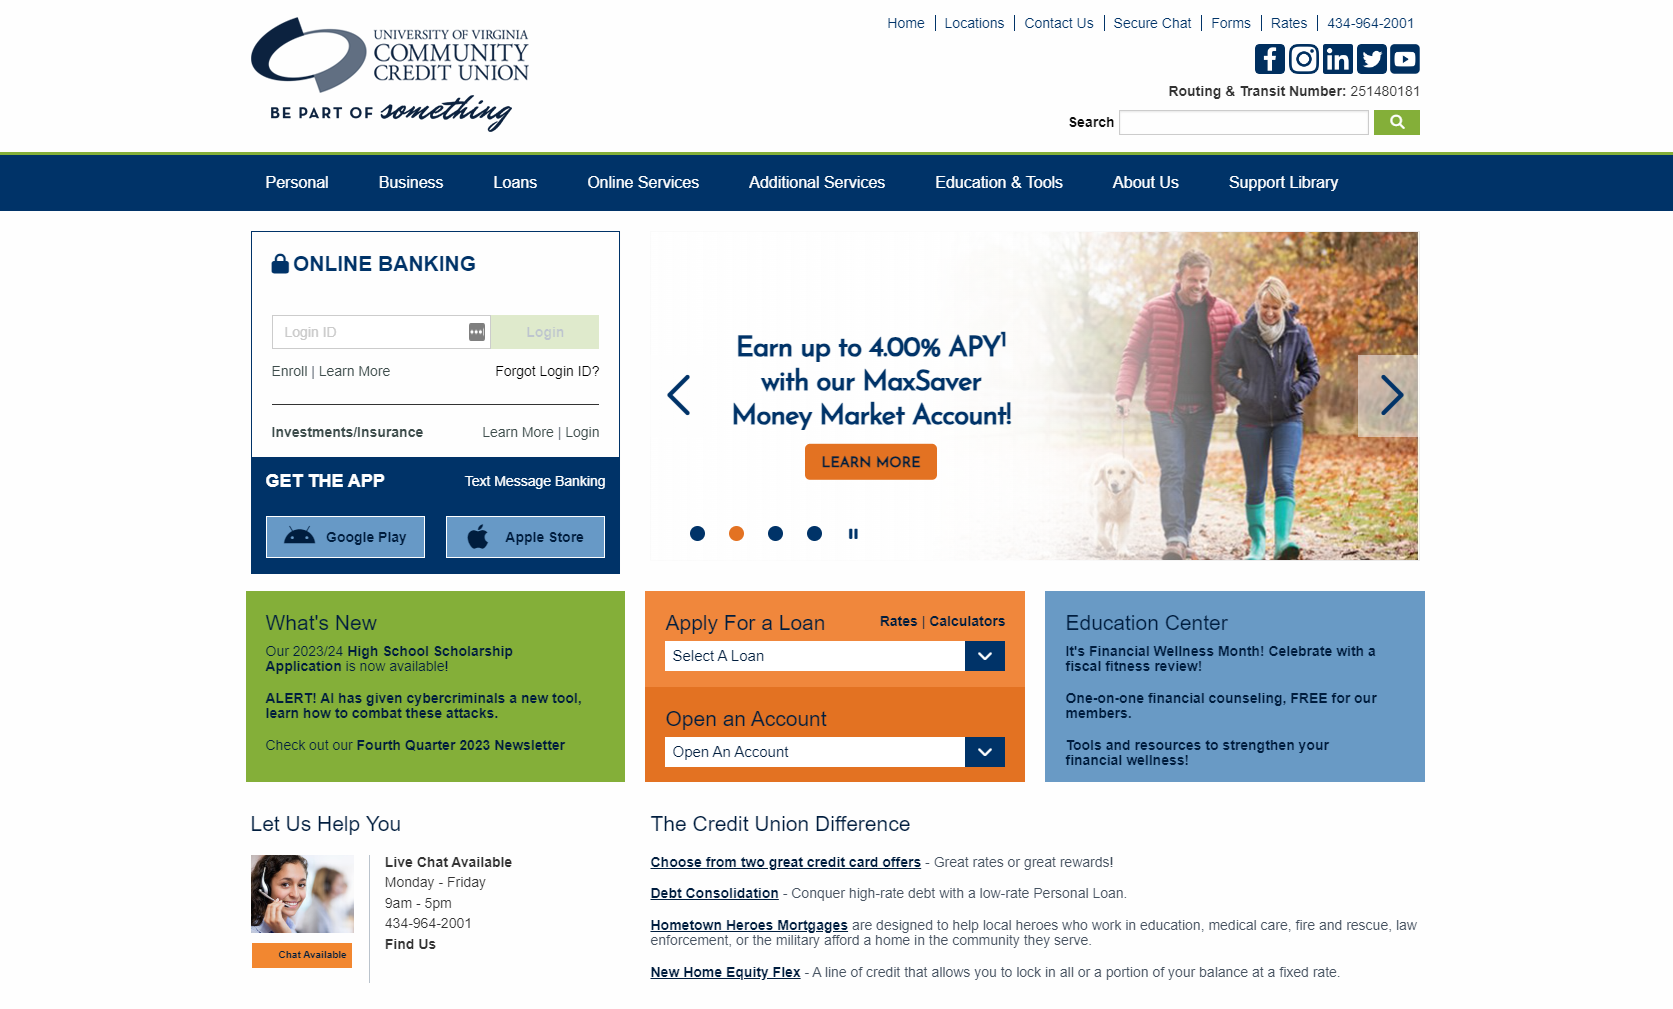 UNIVERSITY OF VIRGINIA
COMMUNITY
CREDIT UNION
BE PART OF something
Home
Locations
Contact Us
Secure Chat
Forms
Rates
434-964-2001
Routing & Transit Number: 251480181
Search
Personal
Business
Loans
Online Services
Additional Services
Education & Tools
About Us
Support Library
ONLINE BANKING
Login ID
Login
Enroll | Learn More
Forgot Login ID?
Investments/Insurance
Learn More | Login
GET THE APP
Text Message Banking
Google Play
Apple Store
Earn up to 4.00% APY1
with our MaxSaver
Money Market Account!
LEARN MORE
What's New
Our 2023/24 High School Scholarship
Application is now available!
ALERT! AI has given cybercriminals a new tool,
learn how to combat these attacks.
Check out our Fourth Quarter 2023 Newsletter
Apply For a Loan
Rates | Calculators
Select A Loan
Open an Account
Open An Account
Education Center
It's Financial Wellness Month! Celebrate with a
fiscal fitness review!
One-on-one financial counseling, FREE for our
members.
Tools and resources to strengthen your
financial wellness!
Let Us Help You
Chat Available
Live Chat Available
Monday - Friday
9am - 5pm
434-964-2001
Find Us
The Credit Union Difference
Choose from two great credit card offers - Great rates or great rewards!
Debt Consolidation - Conquer high-rate debt with a low-rate Personal Loan.
Hometown Heroes Mortgages are designed to help local heroes who work in education, medical care, fire and rescue, law
enforcement, or the military afford a home in the community they serve.
New Home Equity Flex - A line of credit that allows you to lock in all or a portion of your balance at a fixed rate.